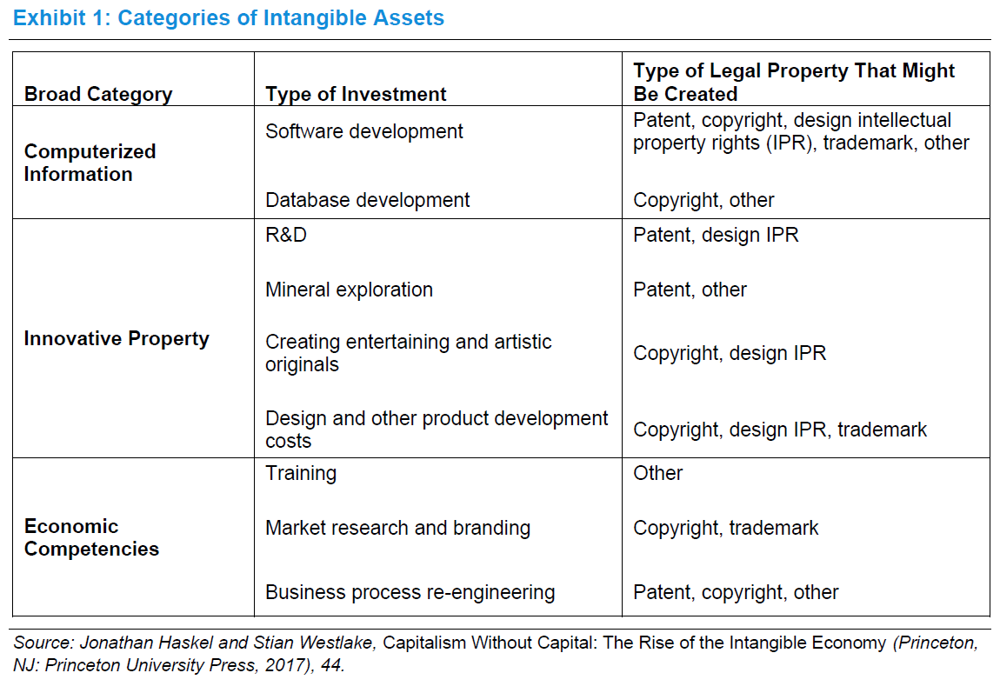 Exhibit 1: Categories of Intangible Assets
Broad Category
Type of Investment
Type of Legal Property That Might
Be Created
Computerized
Information
Software development
Patent, copyright, design intellectual
property rights (IPR), trademark, other
Database development
Copyright, other
Innovative Property
R&D
Patent, design IPR
Mineral exploration
Patent, other
Creating entertaining and artistic
originals
Copyright, design IPR
Design and other product development
costs
Copyright, design IPR, trademark
Economic
Competencies
Training
Other
Market research and branding
Copyright, trademark
Business process re-engineering
Patent, copyright, other
Source: Jonathan Haskel and Stian Westlake, Capitalism Without Capital: The Rise of the Intangible Economy (Princeton,
NJ: Princeton University Press, 2017), 44.